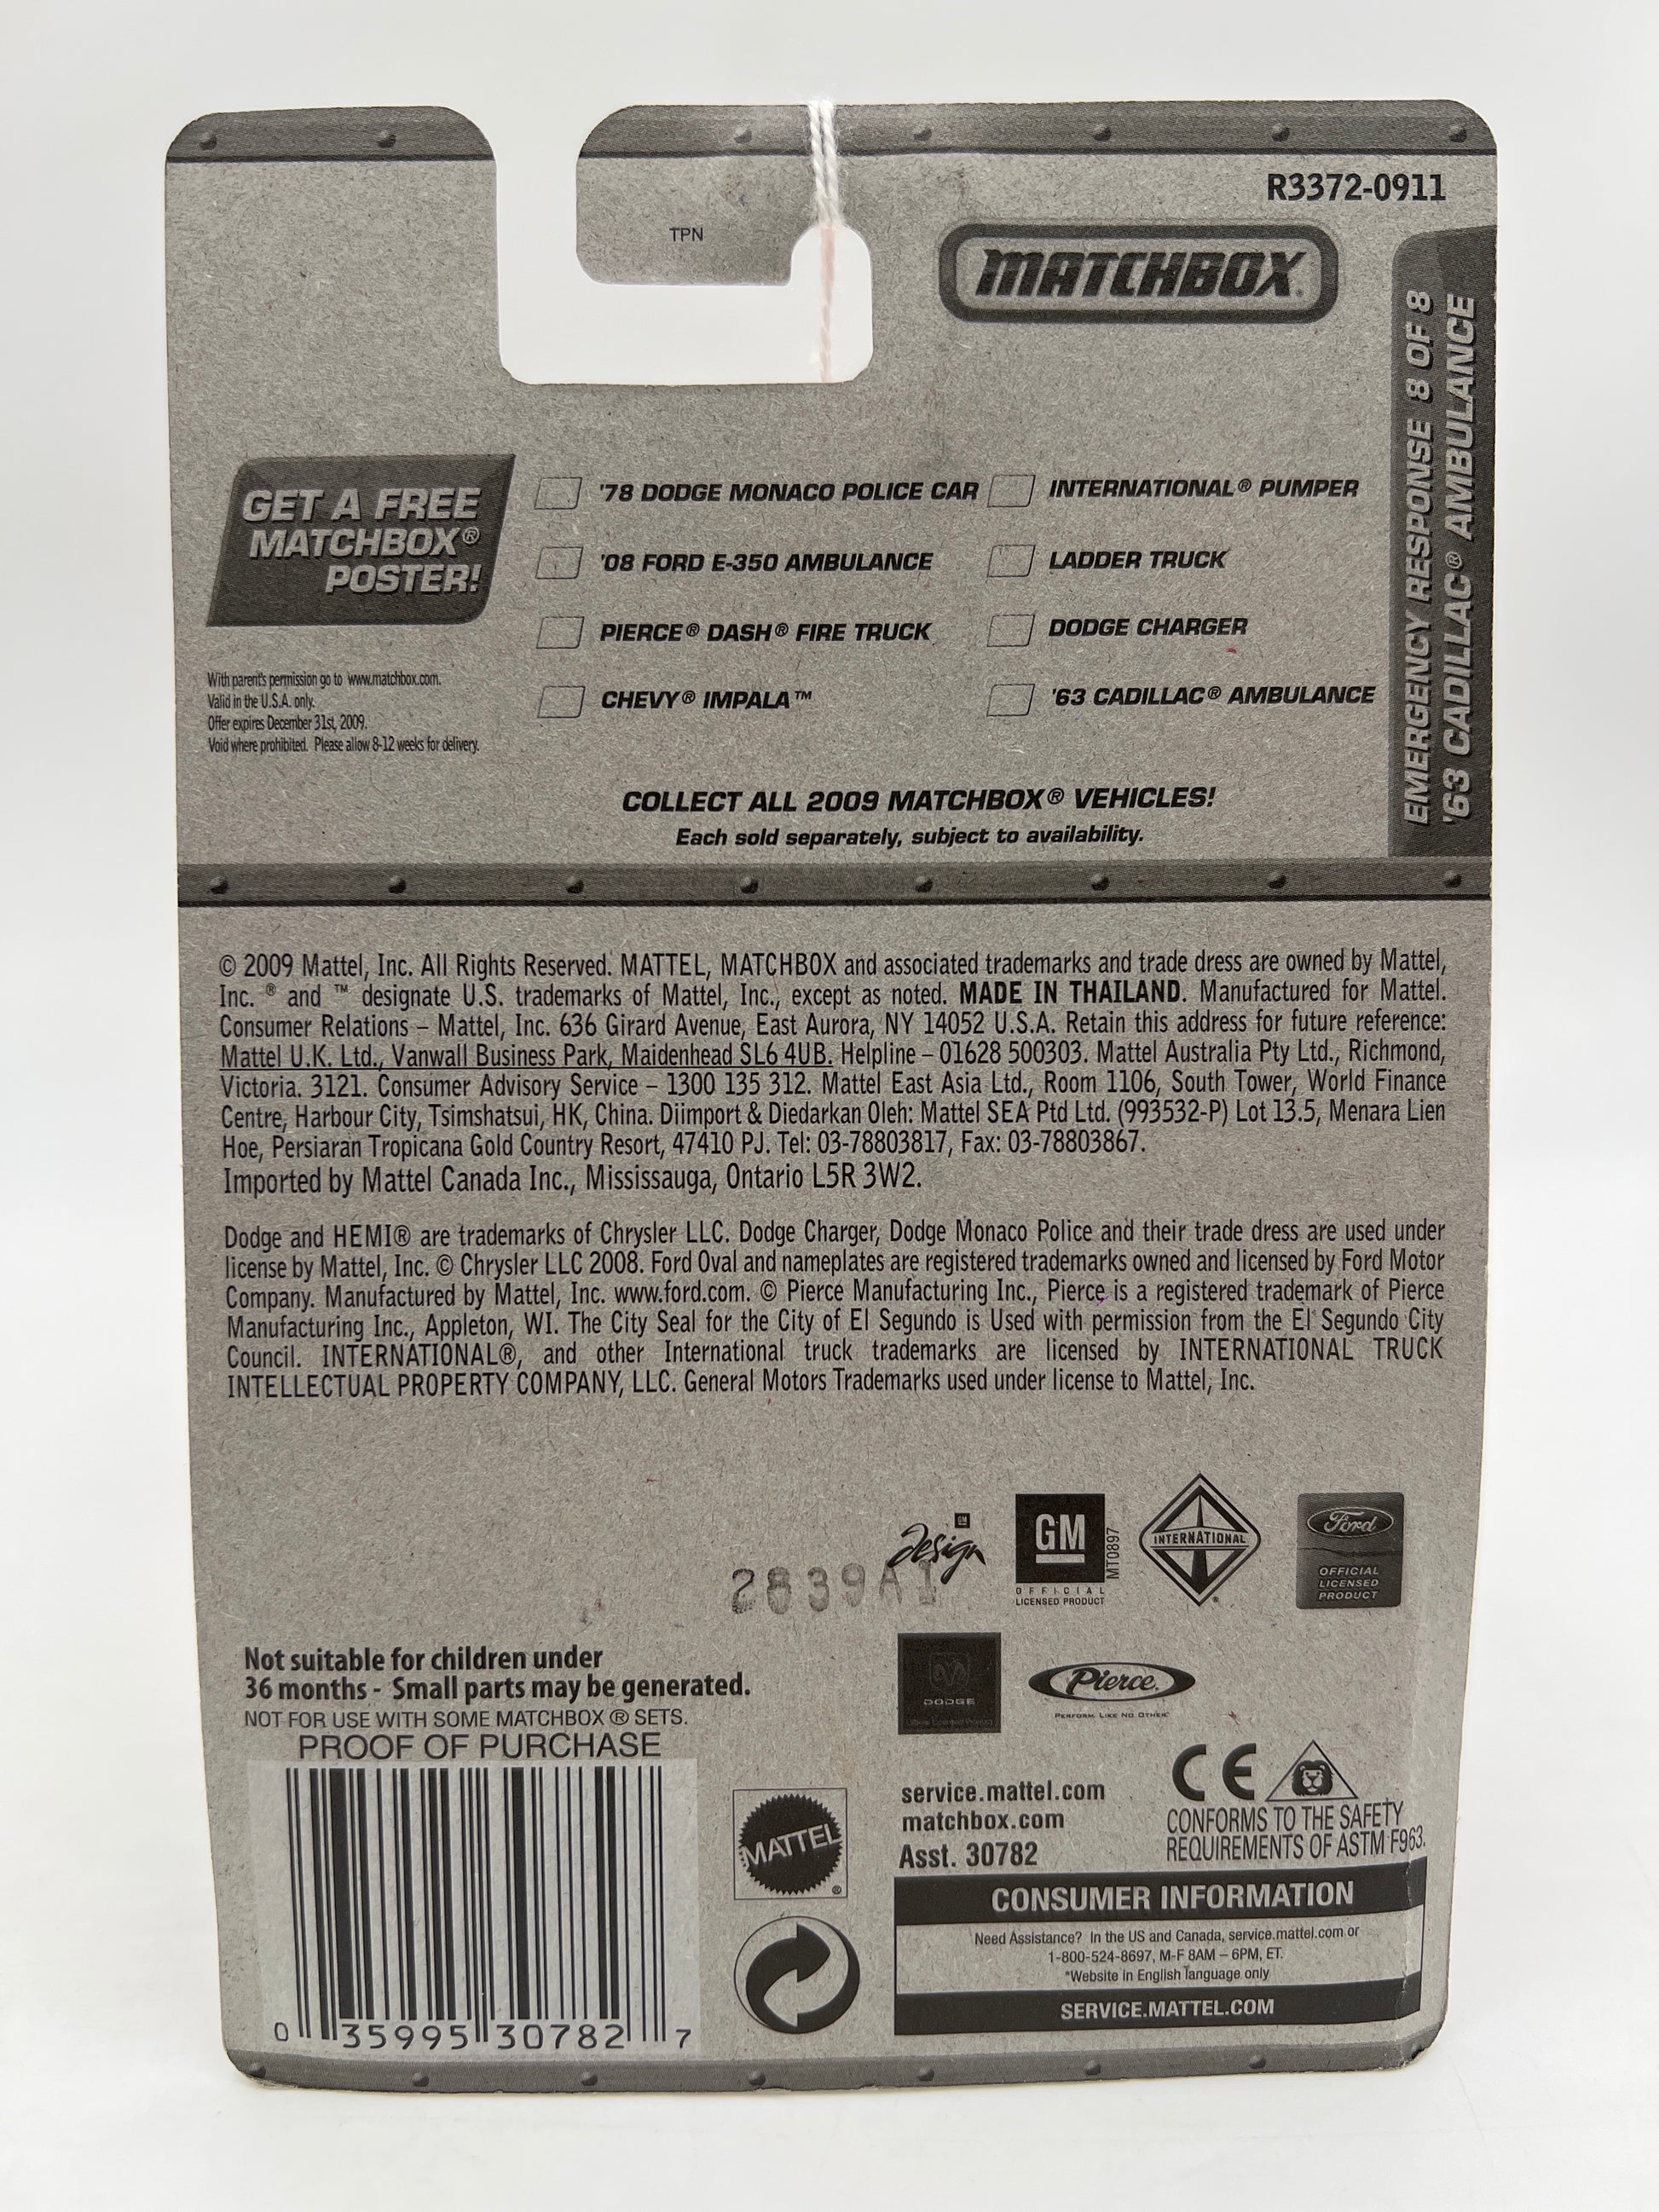 R3372-0911
TPN
MATCHBOX®
EMERGENCY RESPONSE 8 OF 8
'63 CADILLAC® AMBULANCE
GET A FREE
MATCHBOX®
POSTER!
With parent's permission go to www.matchbox.com.
Valid in the U.S.A. only.
Offer expires December 31st, 2009.
Void where prohibited. Please allow 8-12 weeks for delivery.
'78 DODGE MONACO POLICE CAR
'08 FORD E-350 AMBULANCE
PIERCE® DASH® FIRE TRUCK
CHEVY® IMPALA™
INTERNATIONAL® PUMPER
LADDER TRUCK
DODGE CHARGER
'63 CADILLAC® AMBULANCE
COLLECT ALL 2009 MATCHBOX® VEHICLES!
Each sold separately, subject to availability.
© 2009 Mattel, Inc. All Rights Reserved. MATTEL, MATCHBOX and associated trademarks and trade dress are owned by Mattel,
Inc. ® and ™ designate U.S. trademarks of Mattel, Inc., except as noted. MADE IN THAILAND. Manufactured for Mattel.
Consumer Relations – Mattel, Inc. 636 Girard Avenue, East Aurora, NY 14052 U.S.A. Retain this address for future reference:
Mattel U.K. Ltd., Vanwall Business Park, Maidenhead SL6 4UB. Helpline – 01628 500303. Mattel Australia Pty Ltd., Richmond,
Victoria. 3121. Consumer Advisory Service – 1300 135 312. Mattel East Asia Ltd., Room 1106, South Tower, World Finance
Centre, Harbour City, Tsimshatsui, HK, China. Diimport & Diedarkan Oleh: Mattel SEA Ptd Ltd. (993532-P) Lot 13.5, Menara Lien
Hoe, Persiaran Tropicana Gold Country Resort, 47410 PJ. Tel: 03-78803817, Fax: 03-78803867.
Imported by Mattel Canada Inc., Mississauga, Ontario L5R 3W2.
Dodge and HEMI® are trademarks of Chrysler LLC. Dodge Charger, Dodge Monaco Police and their trade dress are used under
license by Mattel, Inc. © Chrysler LLC 2008. Ford Oval and nameplates are registered trademarks owned and licensed by Ford Motor
Company. Manufactured by Mattel, Inc. www.ford.com. © Pierce Manufacturing Inc., Pierce is a registered trademark of Pierce
Manufacturing Inc., Appleton, WI. The City Seal for the City of El Segundo is Used with permission from the El Segundo City
Council. INTERNATIONAL®, and other International truck trademarks are licensed by INTERNATIONAL TRUCK
INTELLECTUAL PROPERTY COMPANY, LLC. General Motors Trademarks used under license to Mattel, Inc.
GM
design
GM
OFFICIAL
LICENSED PRODUCT
MT0897
INTERNATIONAL
®
Ford
OFFICIAL
LICENSED
PRODUCT
2839A1
DODGE
Pierce.
PERFORM LIKE NO OTHER
Not suitable for children under
36 months - Small parts may be generated.
NOT FOR USE WITH SOME MATCHBOX ® SETS.
PROOF OF PURCHASE
0 35995 30782 7
MATTEL
®
service.mattel.com
matchbox.com
Asst. 30782
CE
CONFORMS TO THE SAFETY
REQUIREMENTS OF ASTM F963.
CONSUMER INFORMATION
Need Assistance? In the US and Canada, service.mattel.com or
1-800-524-8697, M-F 8AM – 6PM, ET.
*Website in English language only
SERVICE.MATTEL.COM